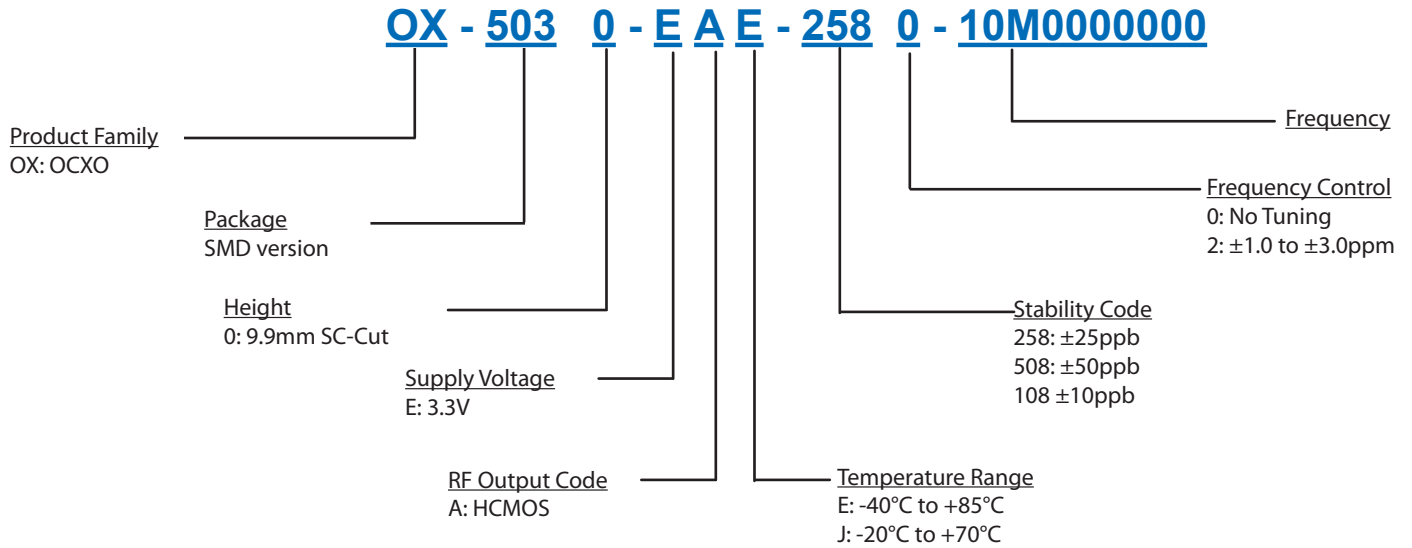 OX - 503 0 - E A E - 258 0 - 10M0000000
Product Family
OX: OCXO
Package
SMD version
Height
0: 9.9mm SC-Cut
Supply Voltage
E: 3.3V
RF Output Code
A: HCMOS
Temperature Range
E: -40°C to +85°C
J: -20°C to +70°C
Stability Code
258: ±25ppb
508: ±50ppb
108 ±10ppb
Frequency Control
0: No Tuning
2: ±1.0 to ±3.0ppm
Frequency